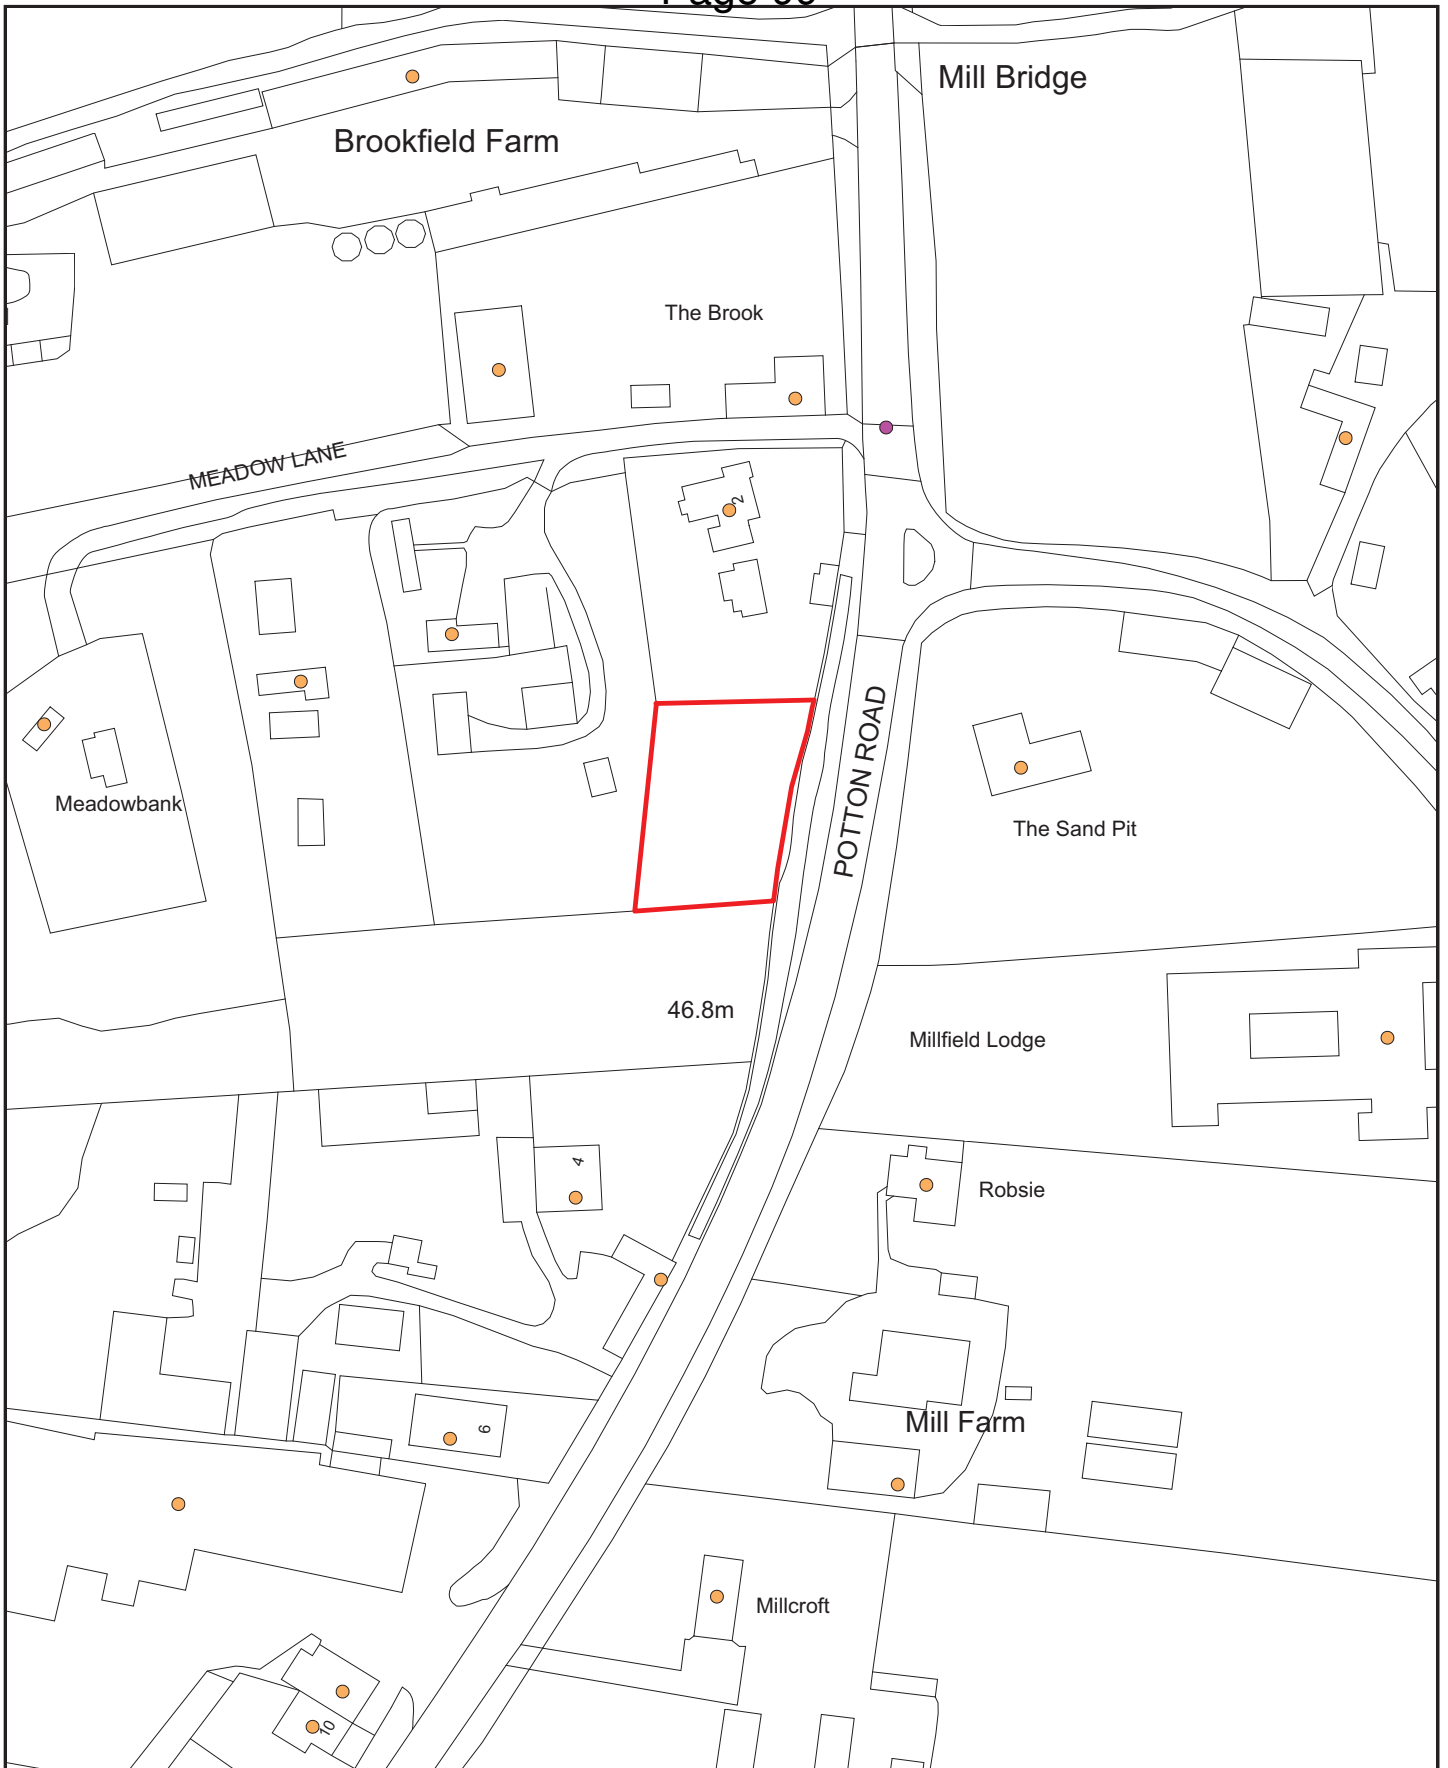 Mill Bridge
Brookfield Farm
The Brook
MEADOW LANE
2
POTTON ROAD
Meadowbank
The Sand Pit
46.8m
Millfield Lodge
4
Robsie
Mill Farm
6
Millcroft
10